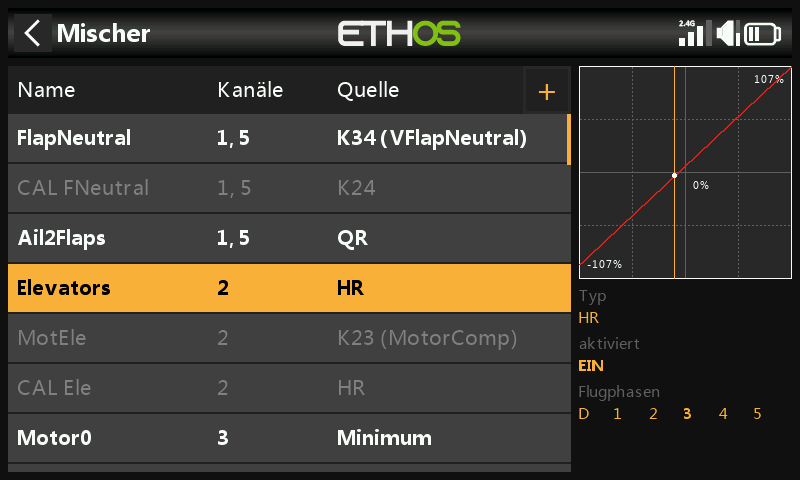 Mischer
ETHOS
2.4G
Name Kanäle Quelle +
FlapNeutral 1, 5 K34 (VFlapNeutral)
CAL FNeutral 1, 5 K24
Ail2Flaps 1, 5 QR
Elevators 2 HR
MotEle 2 K23 (MotorComp)
CAL Ele 2 HR
Motor0 3 Minimum
107%
0%
-107%
Typ
HR
aktiviert
EIN
Flugphasen
D 1 2 3 4 5